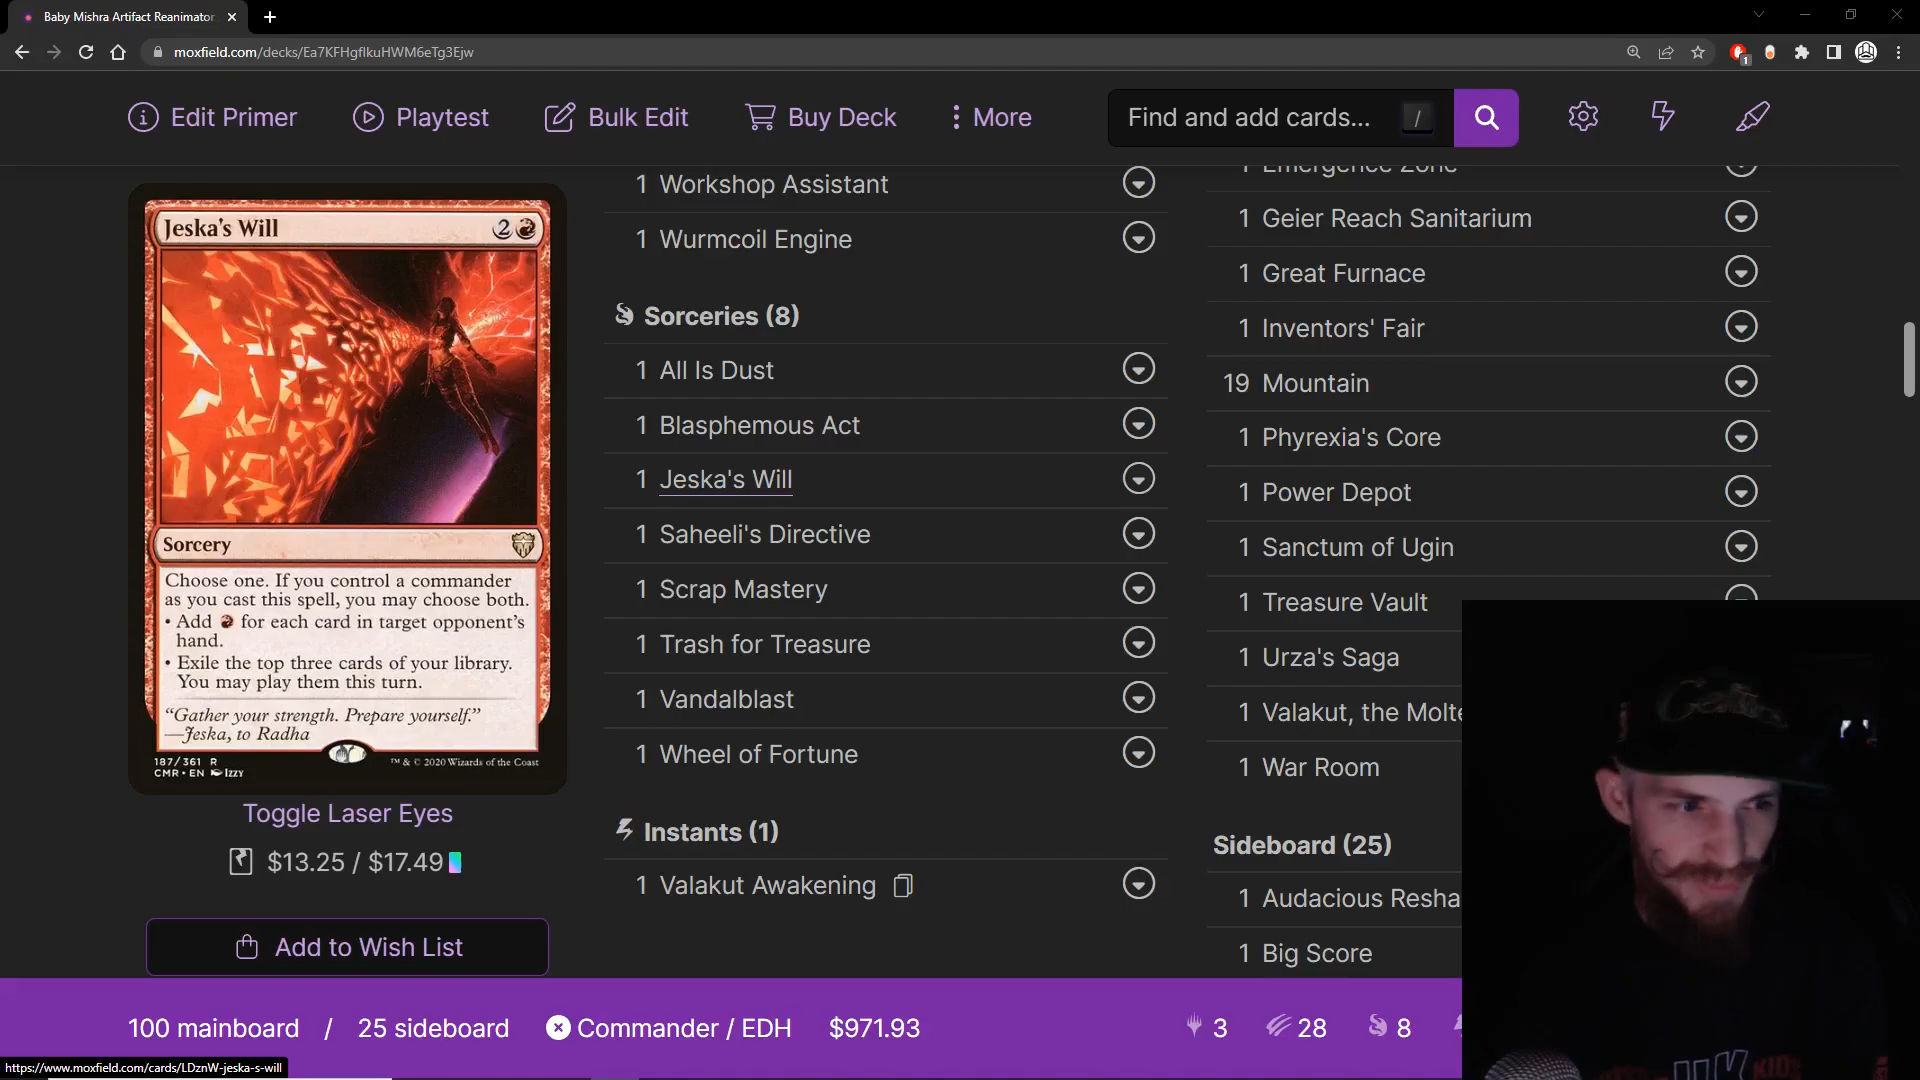 Baby Mishra Artifact Reanimator
moxfield.com/decks/Ea7KFHgflkuHWM6eTg3Ejw
1
Edit Primer
Playtest
Bulk Edit
Buy Deck
More
Find and add cards...
/
Jeska's Will
2
Sorcery
Choose one. If you control a commander
as you cast this spell, you may choose both.
• Add for each card in target opponent's
hand.
• Exile the top three cards of your library.
You may play them this turn.
"Gather your strength. Prepare yourself."
—Jeska, to Radha
187/361 R
CMR • EN Izzy
™ & © 2020 Wizards of the Coast
Toggle Laser Eyes
$13.25 / $17.49
Add to Wish List
1 Workshop Assistant
1 Wurmcoil Engine
Sorceries (8)
1 All Is Dust
1 Blasphemous Act
1 Jeska's Will
1 Saheeli's Directive
1 Scrap Mastery
1 Trash for Treasure
1 Vandalblast
1 Wheel of Fortune
Instants (1)
1 Valakut Awakening
1 Emergence Zone
1 Geier Reach Sanitarium
1 Great Furnace
1 Inventors' Fair
19 Mountain
1 Phyrexia's Core
1 Power Depot
1 Sanctum of Ugin
1 Treasure Vault
1 Urza's Saga
1 Valakut, the Molte
1 War Room
Sideboard (25)
1 Audacious Resha
1 Big Score
100 mainboard / 25 sideboard
Commander / EDH
$971.93
3
28
8
https://www.moxfield.com/cards/LDznW-jeska-s-will